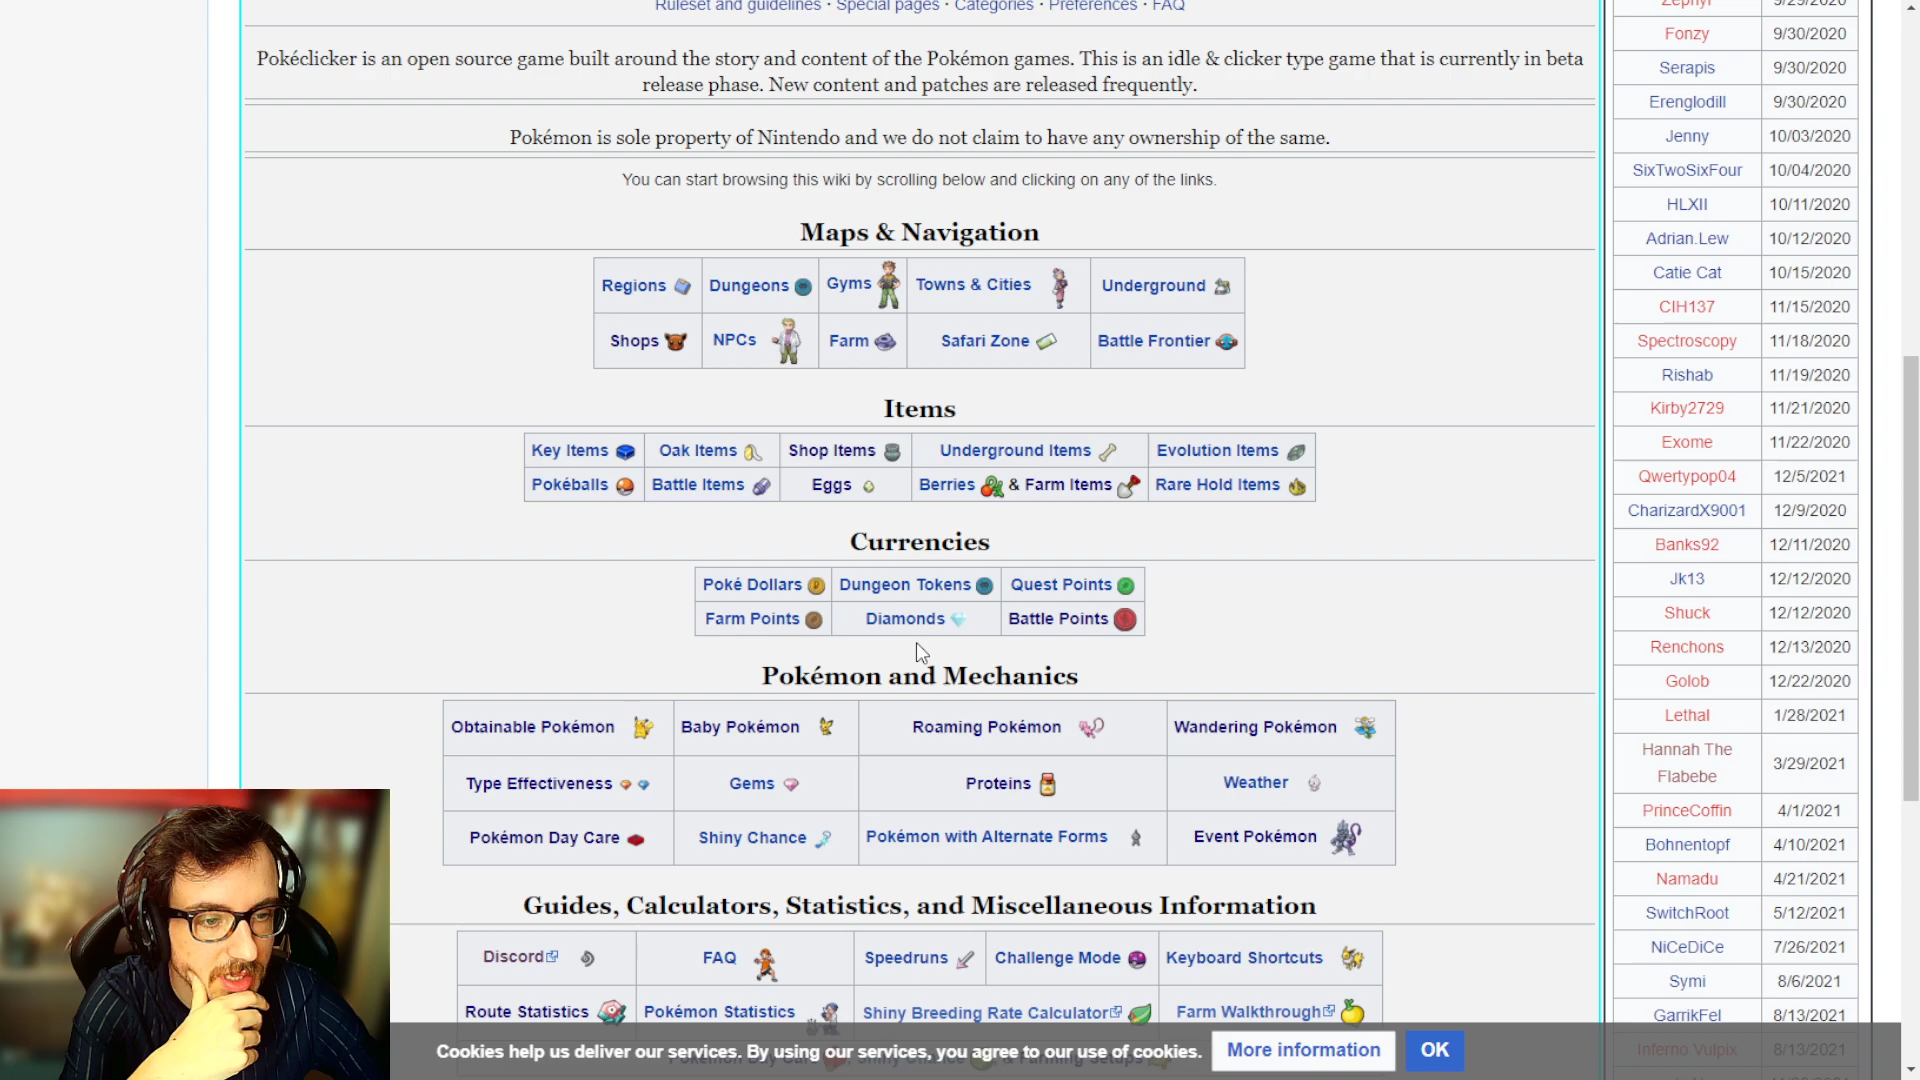 Ruleset and guidelines · Special pages · Categories · Preferences · FAQ
Pokéclicker is an open source game built around the story and content of the Pokémon games. This is an idle & clicker type game that is currently in beta
release phase. New content and patches are released frequently.
Pokémon is sole property of Nintendo and we do not claim to have any ownership of the same.
You can start browsing this wiki by scrolling below and clicking on any of the links.
Maps & Navigation
Regions Dungeons Gyms Towns & Cities Underground
Shops NPCs Farm Safari Zone Battle Frontier
Items
Key Items Oak Items Shop Items Underground Items Evolution Items
Pokéballs Battle Items Eggs Berries & Farm Items Rare Hold Items
Currencies
Poké Dollars Dungeon Tokens Quest Points
Farm Points Diamonds Battle Points
Pokémon and Mechanics
Obtainable Pokémon Baby Pokémon Roaming Pokémon Wandering Pokémon
Type Effectiveness Gems Proteins Weather
Pokémon Day Care Shiny Chance Pokémon with Alternate Forms Event Pokémon
Guides, Calculators, Statistics, and Miscellaneous Information
Discord FAQ Speedruns Challenge Mode Keyboard Shortcuts
Route Statistics Pokémon Statistics Shiny Breeding Rate Calculator Farm Walkthrough
Cookies help us deliver our services. By using our services, you agree to our use of cookies. More information OK
Zephyr 9/29/2020
Fonzy 9/30/2020
Serapis 9/30/2020
Erenglodill 9/30/2020
Jenny 10/03/2020
SixTwoSixFour 10/04/2020
HLXII 10/11/2020
Adrian.Lew 10/12/2020
Catie Cat 10/15/2020
CIH137 11/15/2020
Spectroscopy 11/18/2020
Rishab 11/19/2020
Kirby2729 11/21/2020
Exome 11/22/2020
Qwertypop04 12/5/2021
CharizardX9001 12/9/2020
Banks92 12/11/2020
Jk13 12/12/2020
Shuck 12/12/2020
Renchons 12/13/2020
Golob 12/22/2020
Lethal 1/28/2021
Hannah The
Flabebe 3/29/2021
PrinceCoffin 4/1/2021
Bohnentopf 4/10/2021
Namadu 4/21/2021
SwitchRoot 5/12/2021
NiCeDiCe 7/26/2021
Symi 8/6/2021
GarrikFel 8/13/2021
Inferno Vulpix 8/13/2021